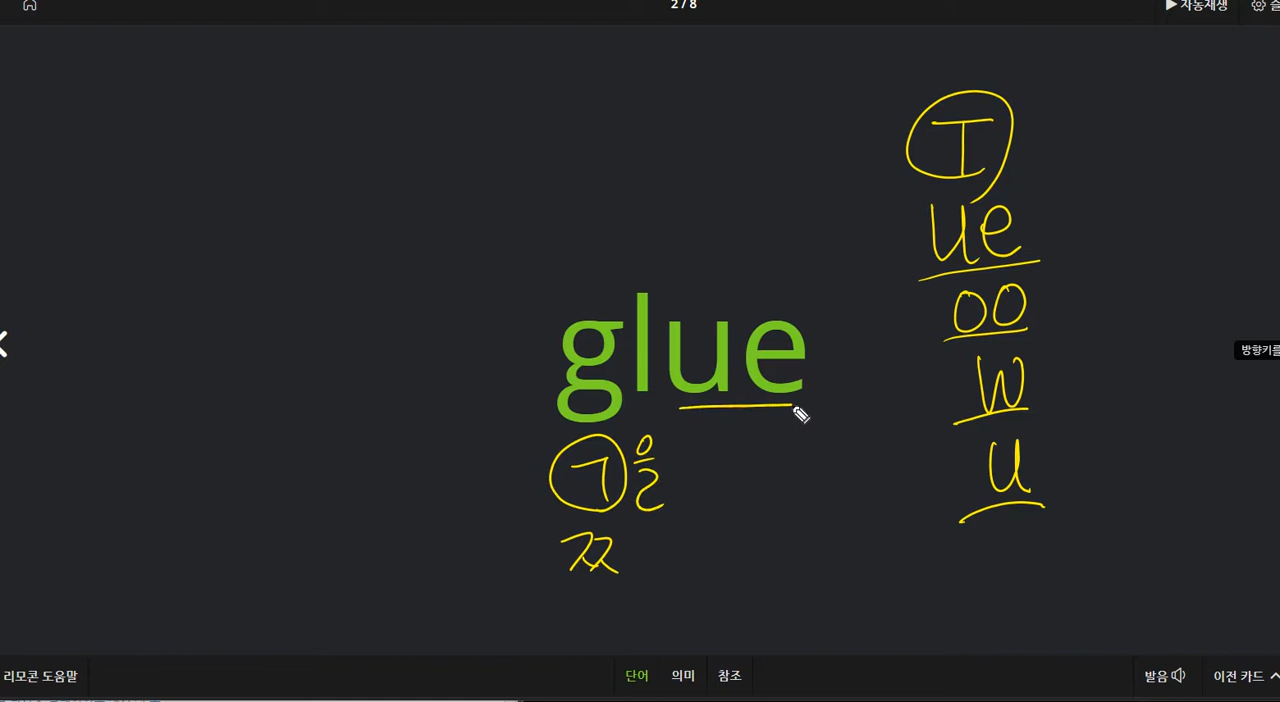 2 / 8
▶ 자동재생
glue
ue
oo
w
u
ㄱ 을
ㅉ
방향키를
리모콘 도움말
단어 의미 참조
발음
이전 카드